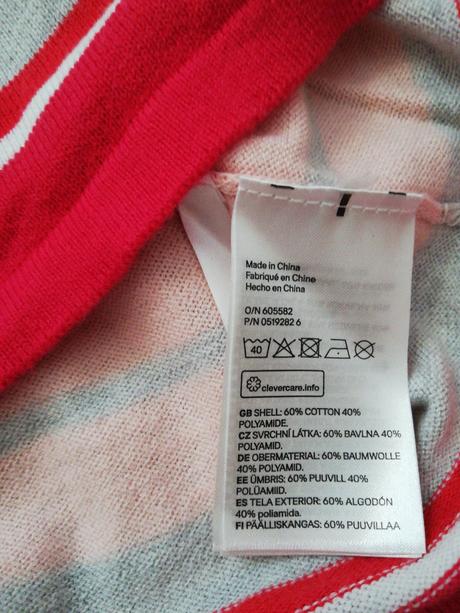 Made in China
Fabriqué en Chine
Hecho en China
O/N 605582
P/N 0519282 6
40
clevercare.info
GB SHELL: 60% COTTON 40%
POLYAMIDE.
CZ SVRCHNÍ LÁTKA: 60% BAVLNA 40%
POLYAMID.
DE OBERMATERIAL: 60% BAUMWOLLE
40% POLYAMID.
EE ÜMBRIS: 60% PUUVILL 40%
POLÜAMIID.
ES TELA EXTERIOR: 60% ALGODÓN
40% poliamida.
FI PÄÄLLISKANGAS: 60% PUUVILLAA